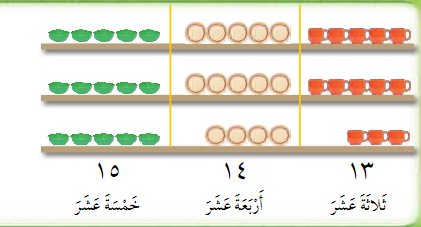 ١٣ ١٤ ١٥
ثَلاثَةَ عَشَرَ أَرْبَعَةَ عَشَرَ خَمْسَةَ عَشَرَ